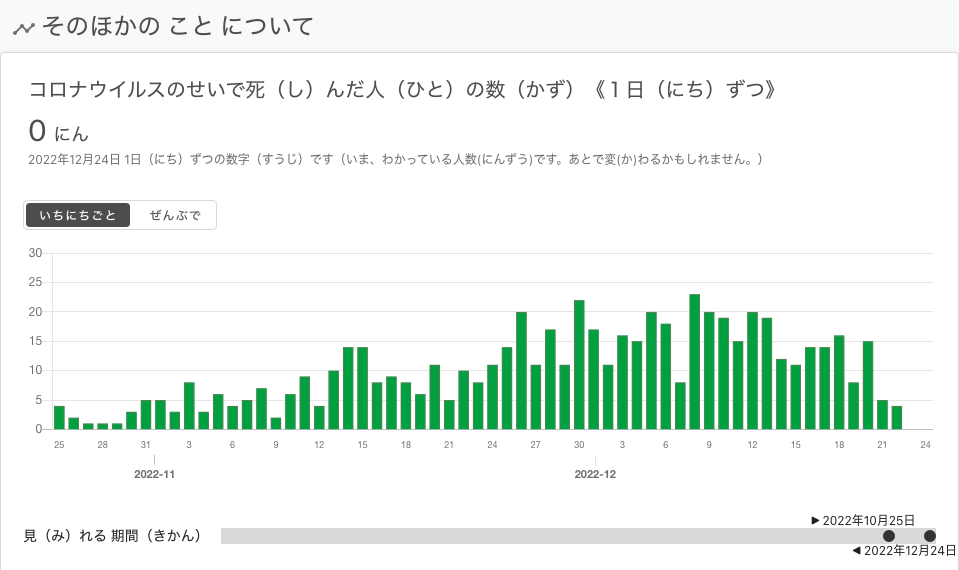 そのほかの こと について
コロナウイルスのせいで死（し）んだ人（ひと）の数（かず）《１日（にち）ずつ》
0 にん
2022年12月24日 1日（にち）ずつの数字（すうじ）です（いま、わかっている人数(にんずう)です。あとで変(か)わるかもしれません。）
いちにちごと ぜんぶで
30
25
20
15
10
5
0
25 28 31 3 6 9 12 15 18 21 24 27 30 3 6 9 12 15 18 21 24
2022-11 2022-12
▶ 2022年10月25日
見（み）れる 期間（きかん）
◀ 2022年12月24日